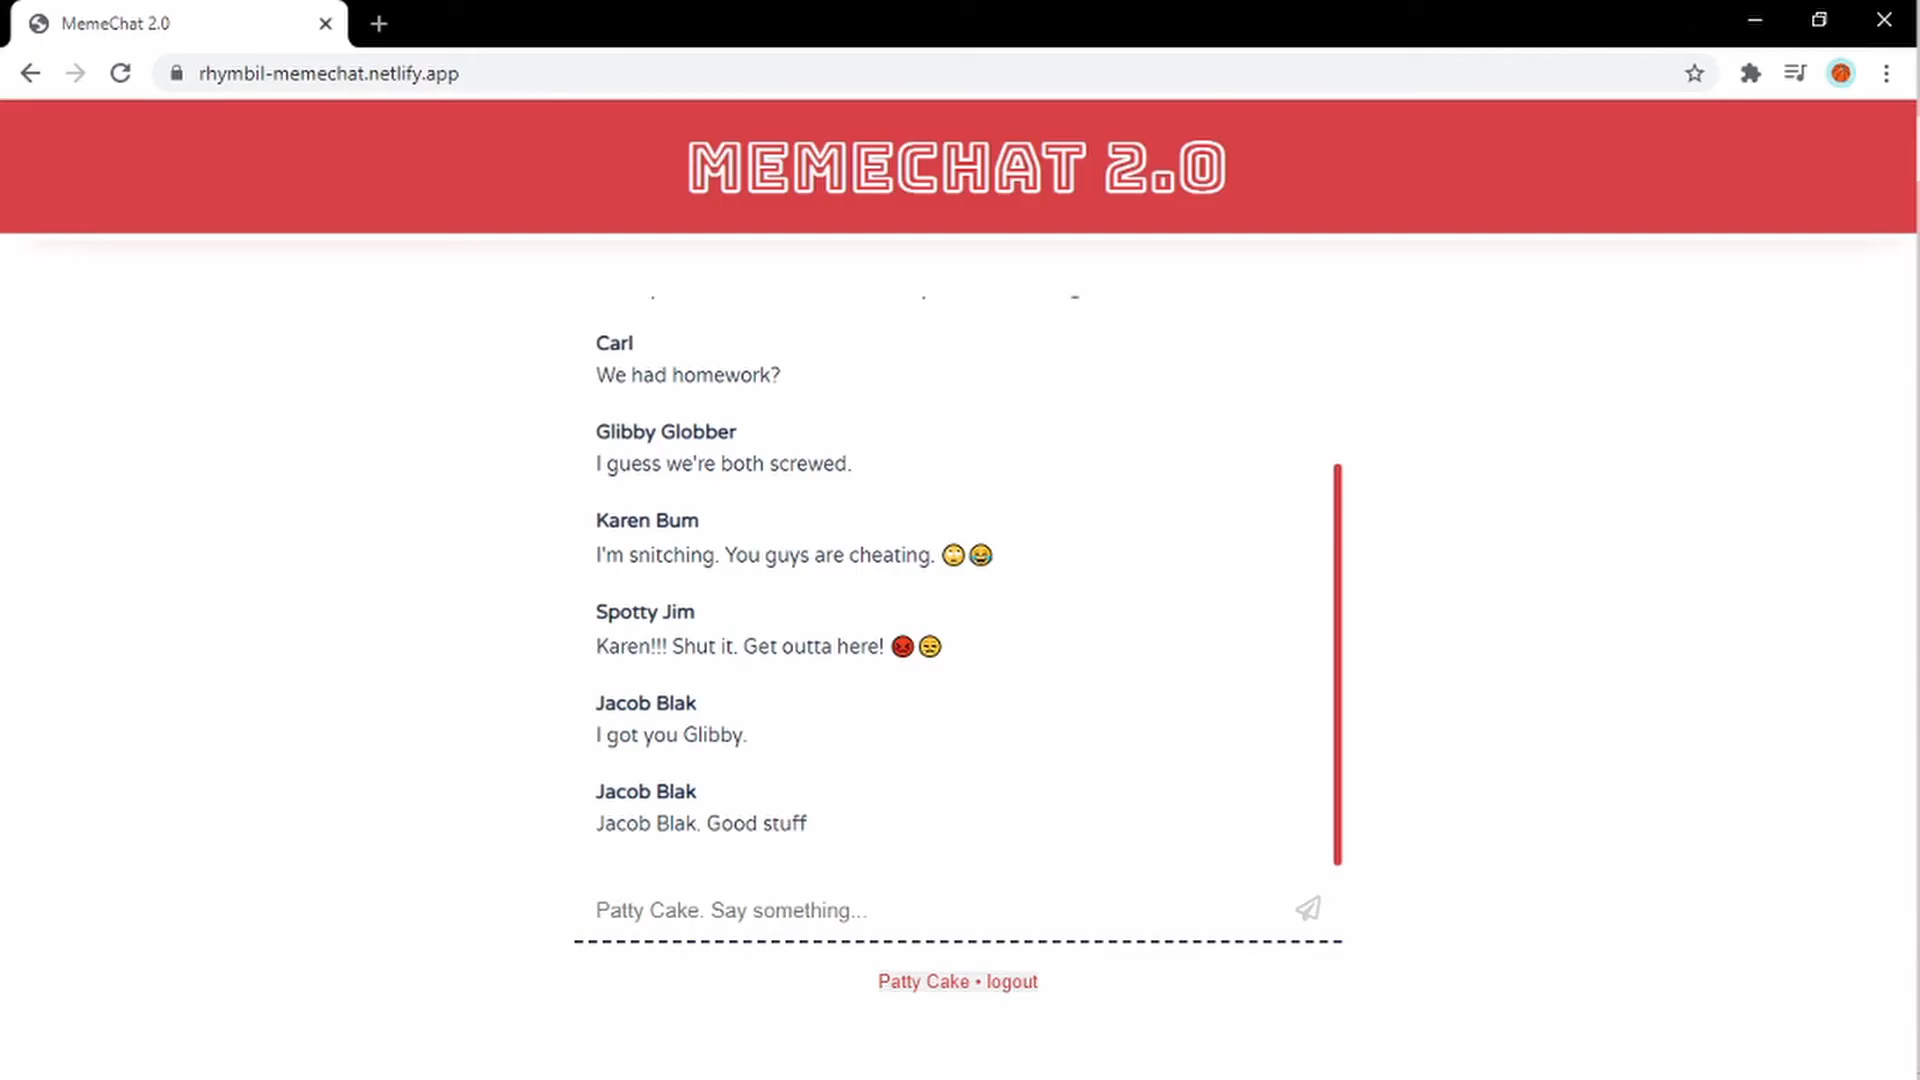 MemeChat 2.0
rhymbil-memechat.netlify.app
MEMECHAT 2.0
Carl
We had homework?
Glibby Globber
I guess we're both screwed.
Karen Bum
I'm snitching. You guys are cheating. 🙄😂
Spotty Jim
Karen!!! Shut it. Get outta here! 😡😒
Jacob Blak
I got you Glibby.
Jacob Blak
Jacob Blak. Good stuff
Patty Cake. Say something...
Patty Cake • logout